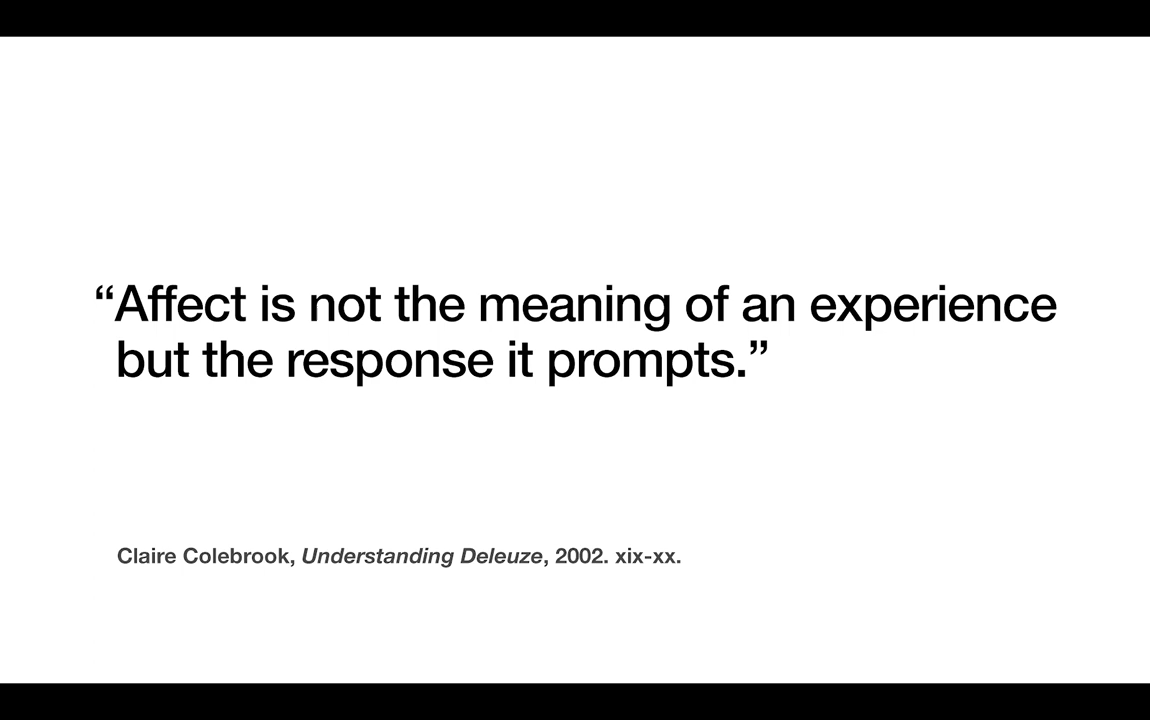 “Affect is not the meaning of an experience
but the response it prompts.”
Claire Colebrook, Understanding Deleuze, 2002. xix-xx.